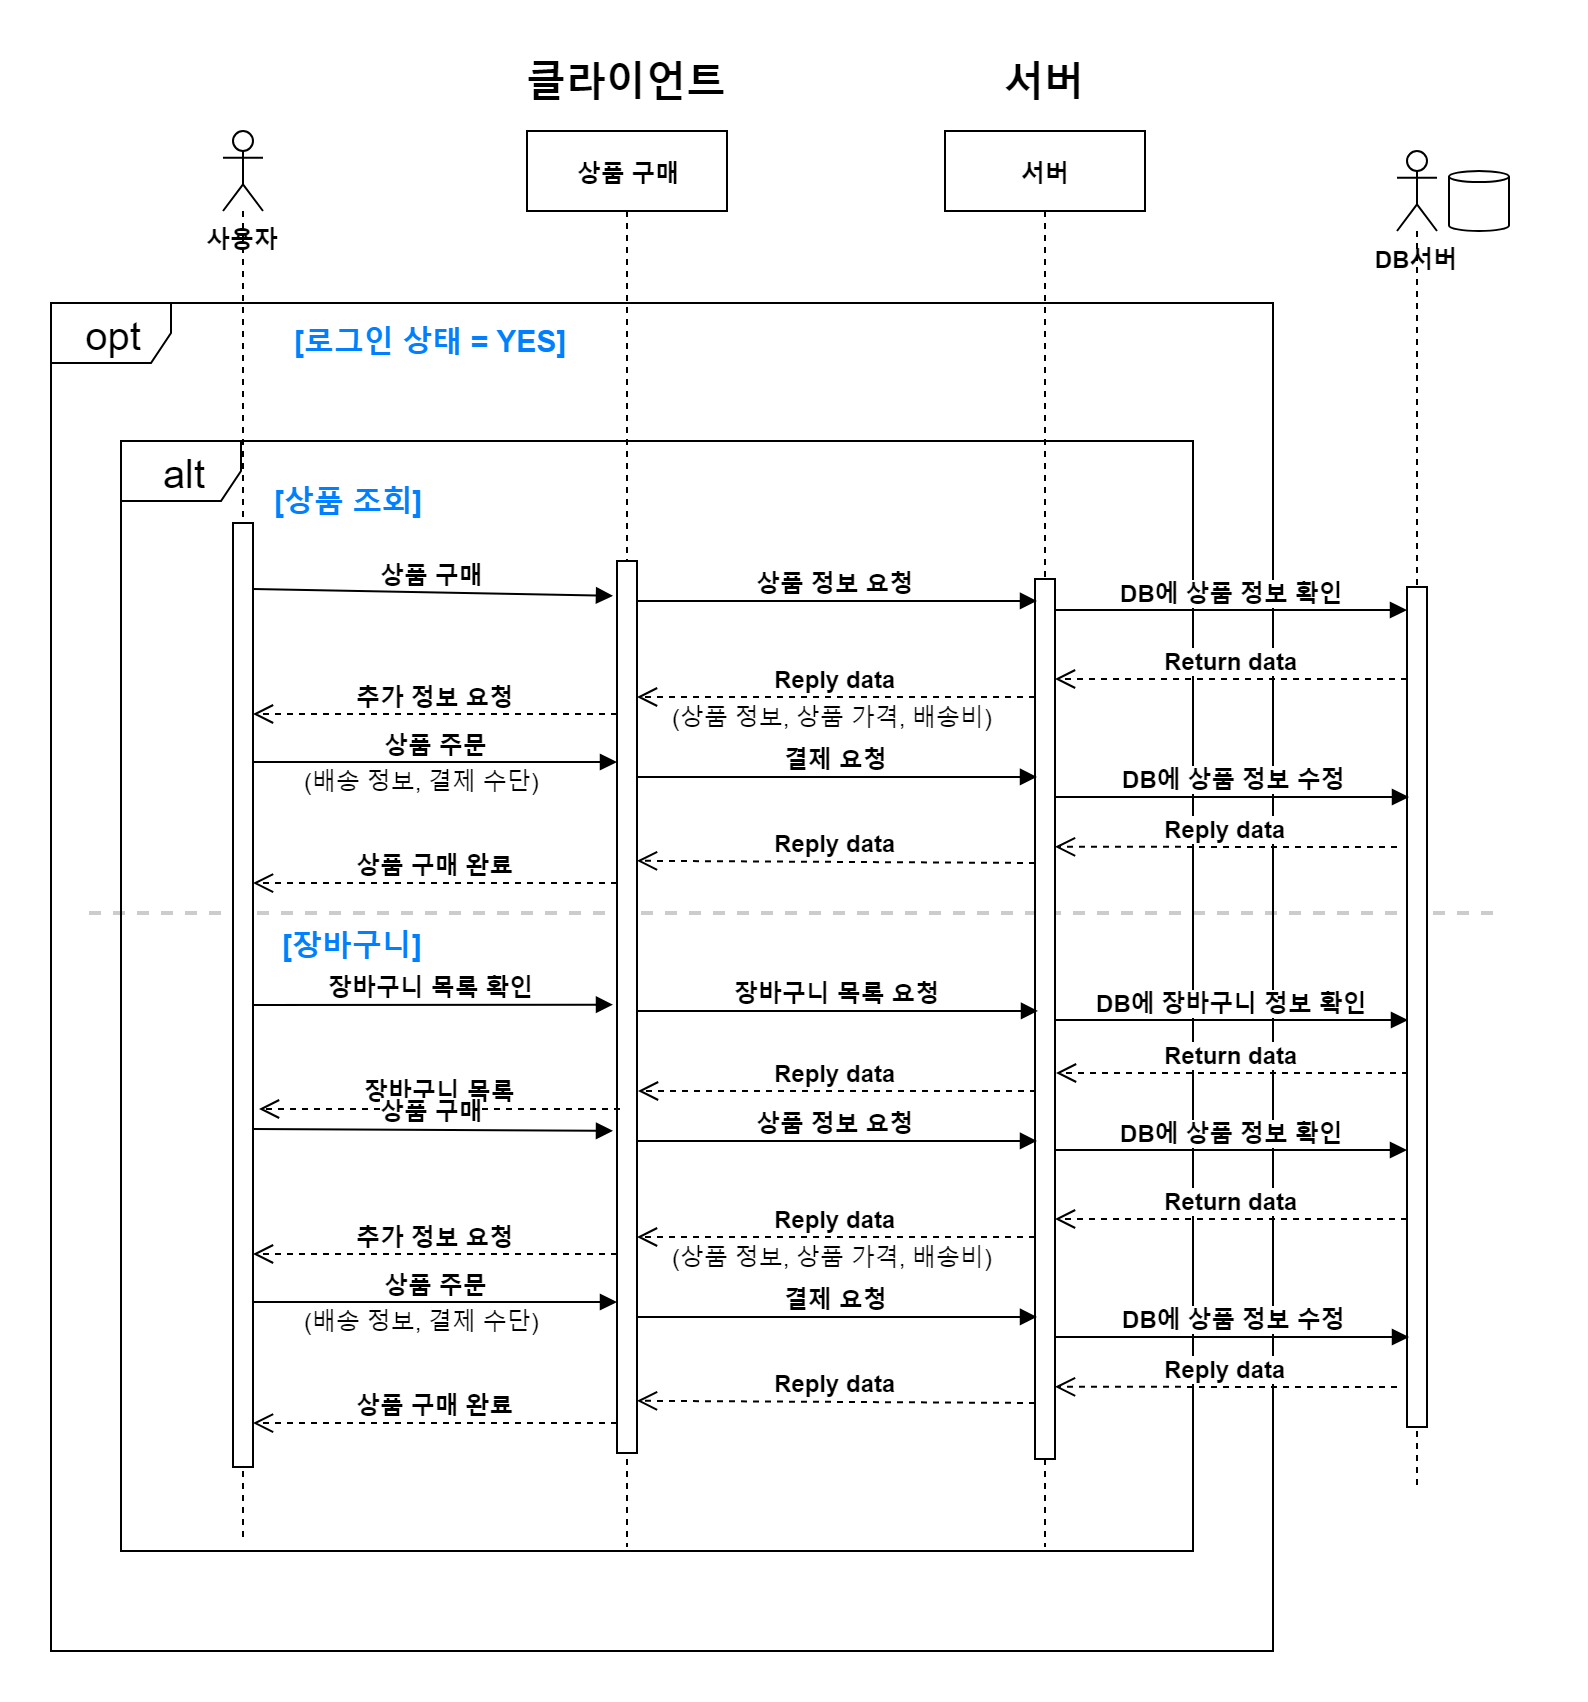 클라이언트
서버
상품 구매
서버
사용자
DB서버
opt
[로그인 상태 = YES]
alt
[상품 조회]
상품 구매
상품 정보 요청
DB에 상품 정보 확인
Return data
Reply data
(상품 정보, 상품 가격, 배송비)
추가 정보 요청
상품 주문
(배송 정보, 결제 수단)
결제 요청
DB에 상품 정보 수정
Reply data
Reply data
상품 구매 완료
[장바구니]
장바구니 목록 확인
장바구니 목록 요청
DB에 장바구니 정보 확인
Return data
Reply data
장바구니 목록
상품 구매
상품 정보 요청
DB에 상품 정보 확인
Return data
Reply data
(상품 정보, 상품 가격, 배송비)
추가 정보 요청
상품 주문
(배송 정보, 결제 수단)
결제 요청
DB에 상품 정보 수정
Reply data
Reply data
상품 구매 완료